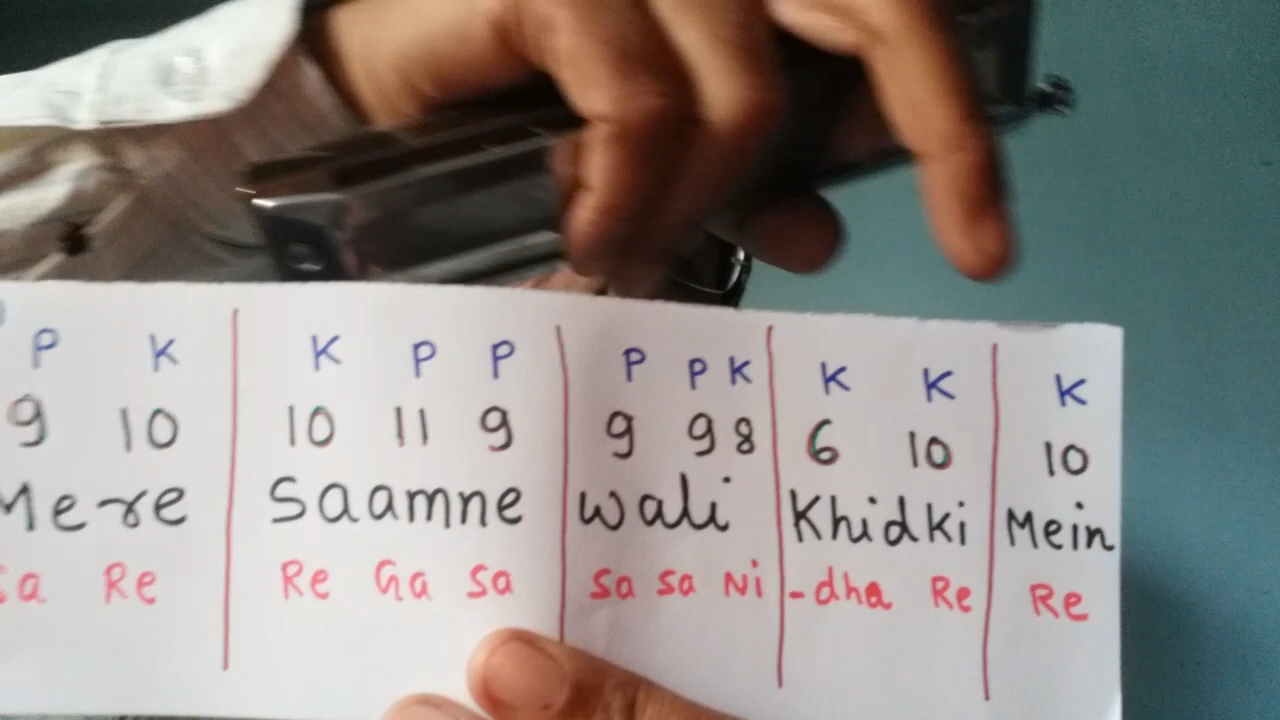 P K K P P P P K K K K
9 10 10 11 9 9 9 8 6 10 10
Mere Saamne wali Khidki Mein
Sa Re Re Ga Sa Sa Sa Ni -dha Re Re